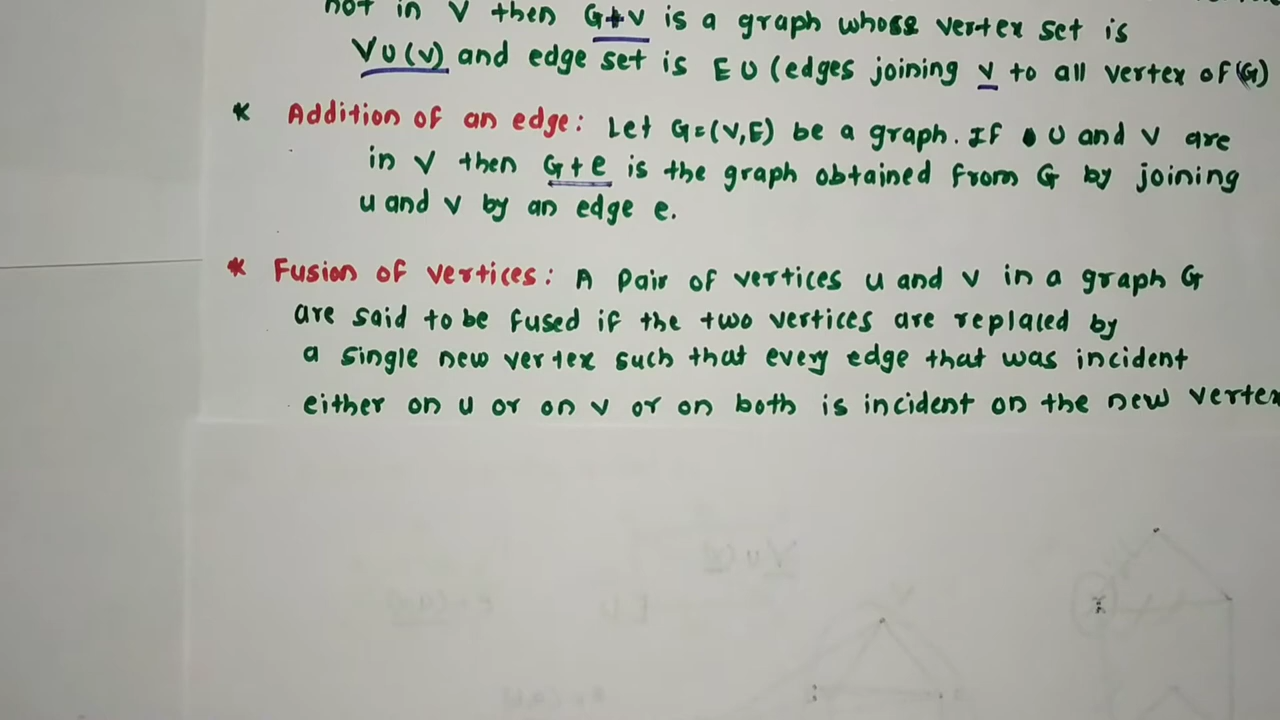 not in V then G+v is a graph whose vertex set is
VU(v) and edge set is E U (edges joining v to all vertex of (G)
* Addition of an edge: Let G=(V,E) be a graph. If U and V are
in V then G+e is the graph obtained from G by joining
u and v by an edge e.
* Fusion of vertices: A pair of vertices u and v in a graph G
are said to be fused if the two vertices are replaced by
a single new vertex such that every edge that was incident
either on u or on v or on both is incident on the new vertex